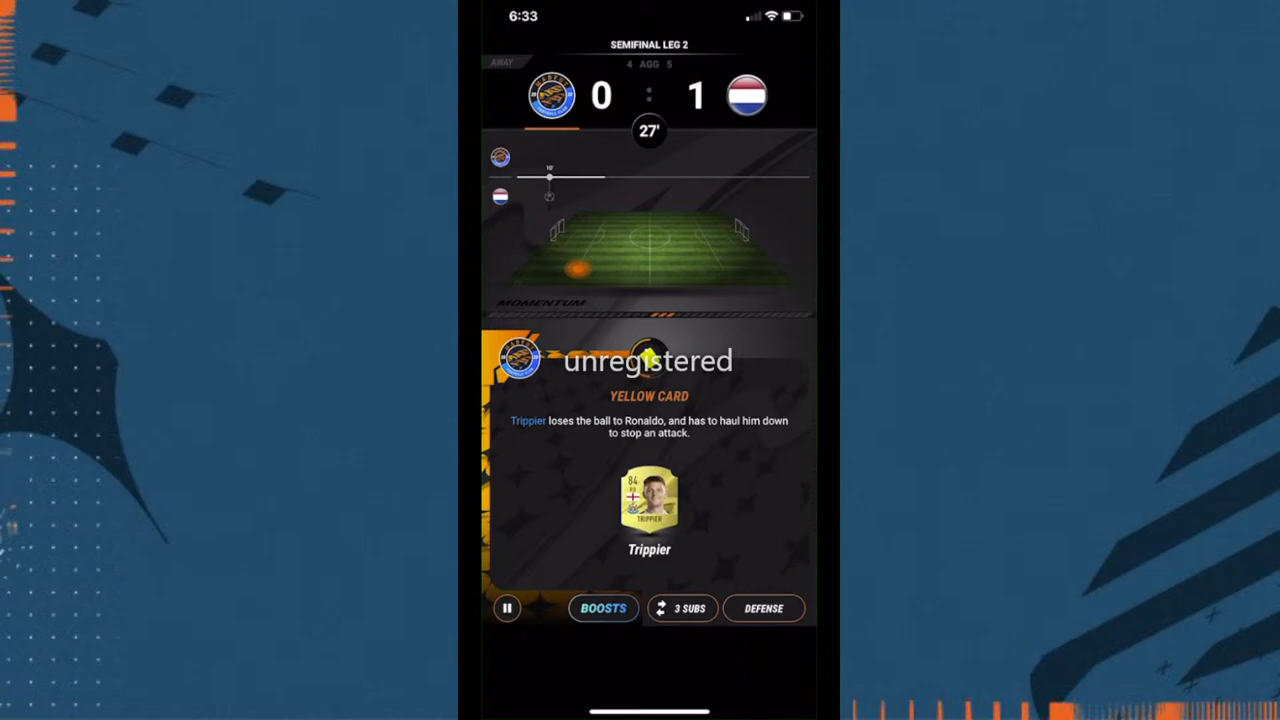 6:33
SEMIFINAL LEG 2
AWAY
4 AGG 5
0 : 1
27'
MOMENTUM
unregistered
YELLOW CARD
Trippier loses the ball to Ronaldo, and has to haul him down
to stop an attack.
84
RB
TRIPPIER
Trippier
BOOSTS
3 SUBS
DEFENSE